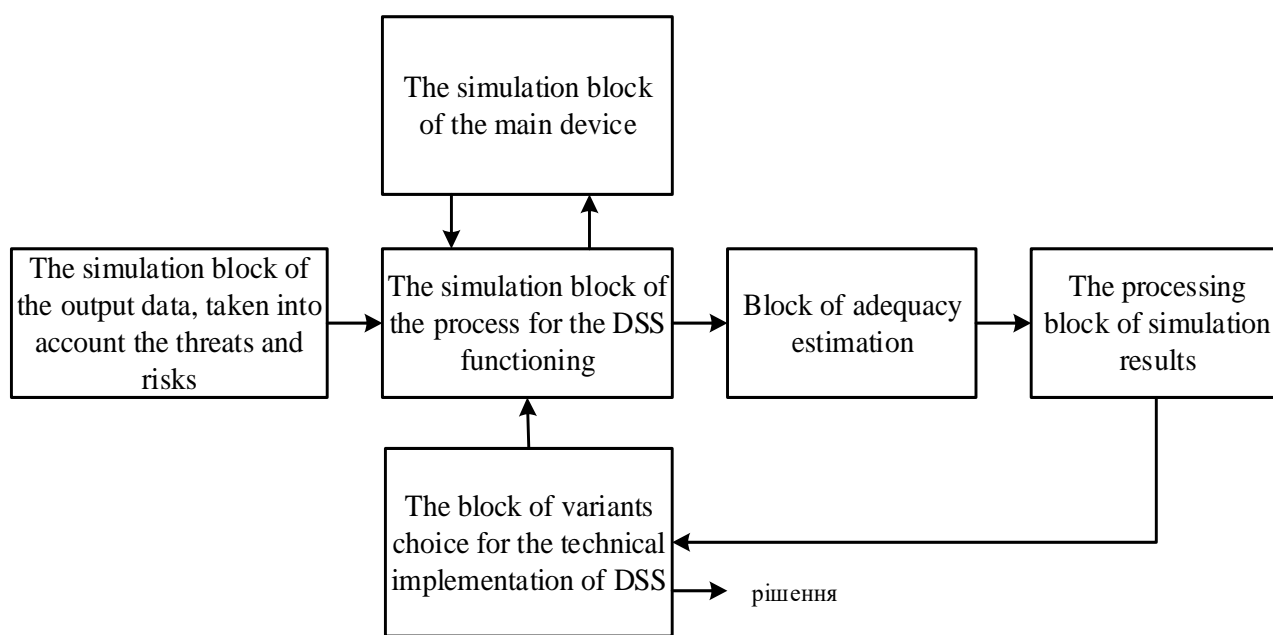 The simulation block
of the main device
The simulation block of
the output data, taken into
account the threats and
risks
The simulation block of
the process for the DSS
functioning
Block of adequacy
estimation
The processing
block of simulation
results
The block of variants
choice for the technical
implementation of DSS
рішення